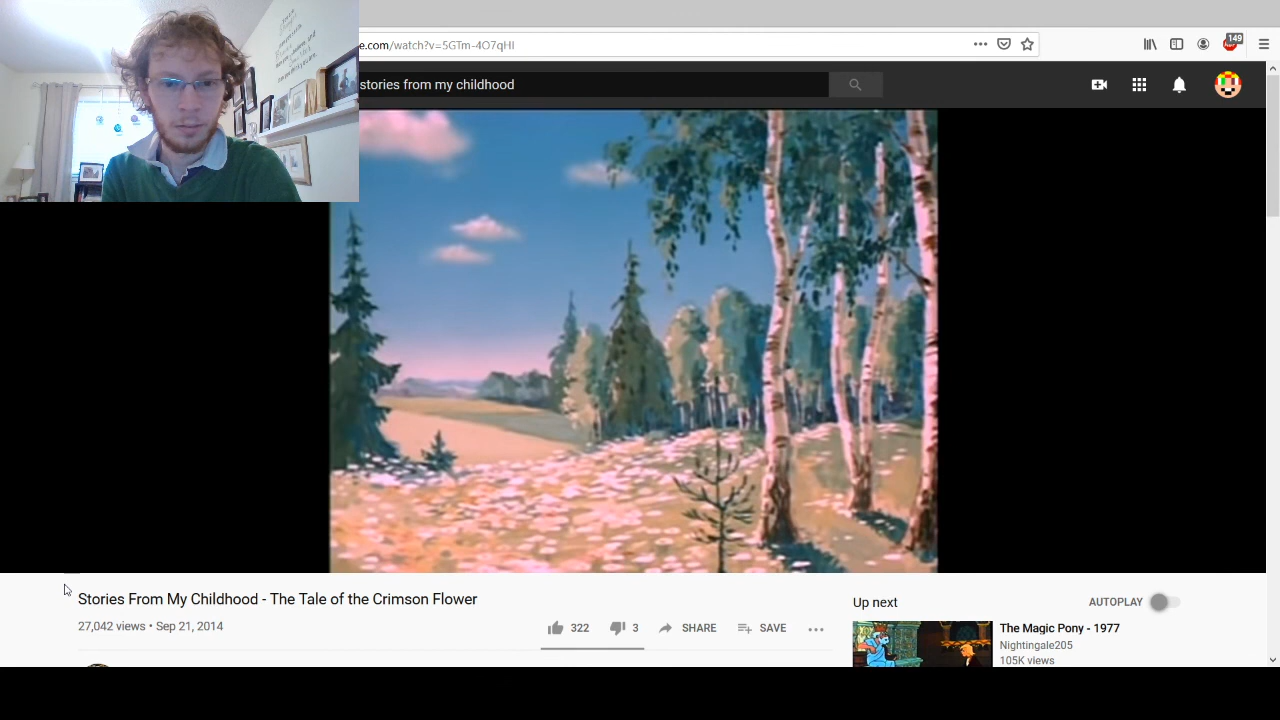 e.com/watch?v=5GTm-4O7qHI
149
stories from my childhood
Stories From My Childhood - The Tale of the Crimson Flower
27,042 views • Sep 21, 2014
322
3
SHARE
SAVE
Up next
AUTOPLAY
The Magic Pony - 1977
Nightingale205
105K views